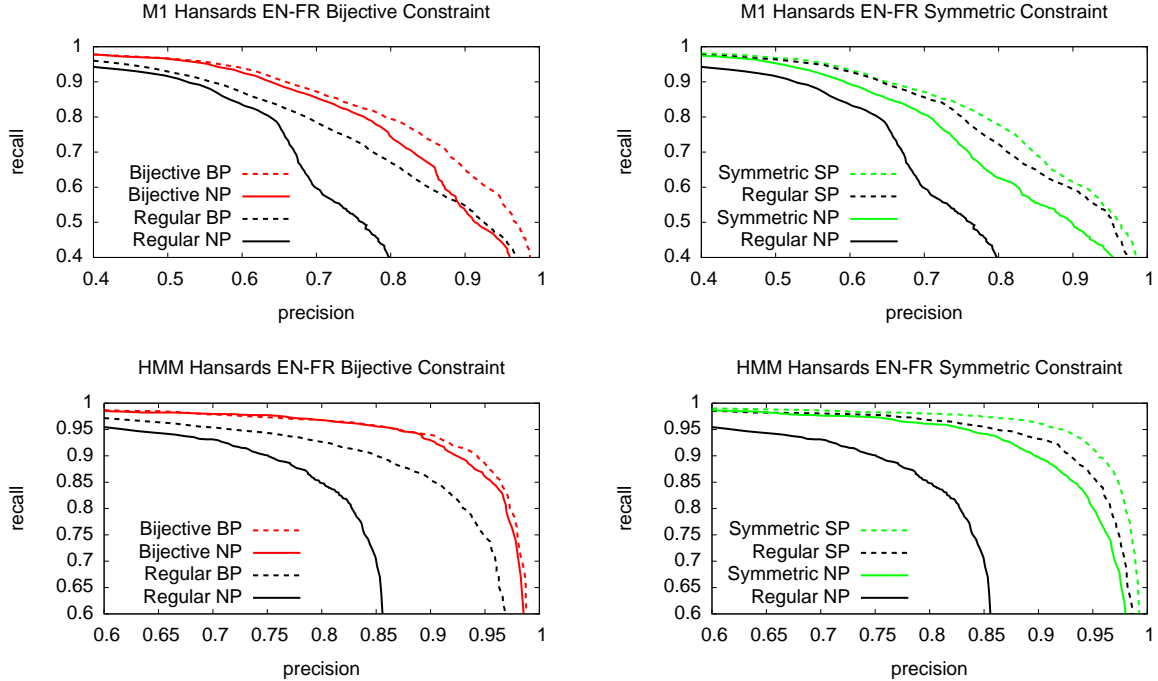 M1 Hansards EN-FR Bijective Constraint
1
0.9
0.8
0.7
0.6
0.5
0.4
recall
Bijective BP
Bijective NP
Regular BP
Regular NP
0.4 0.5 0.6 0.7 0.8 0.9 1
precision
M1 Hansards EN-FR Symmetric Constraint
1
0.9
0.8
0.7
0.6
0.5
0.4
recall
Symmetric SP
Regular SP
Symmetric NP
Regular NP
0.4 0.5 0.6 0.7 0.8 0.9 1
precision
HMM Hansards EN-FR Bijective Constraint
1
0.95
0.9
0.85
0.8
0.75
0.7
0.65
0.6
recall
Bijective BP
Bijective NP
Regular BP
Regular NP
0.6 0.65 0.7 0.75 0.8 0.85 0.9 0.95 1
precision
HMM Hansards EN-FR Symmetric Constraint
1
0.95
0.9
0.85
0.8
0.75
0.7
0.65
0.6
recall
Symmetric SP
Regular SP
Symmetric NP
Regular NP
0.6 0.65 0.7 0.75 0.8 0.85 0.9 0.95 1
precision